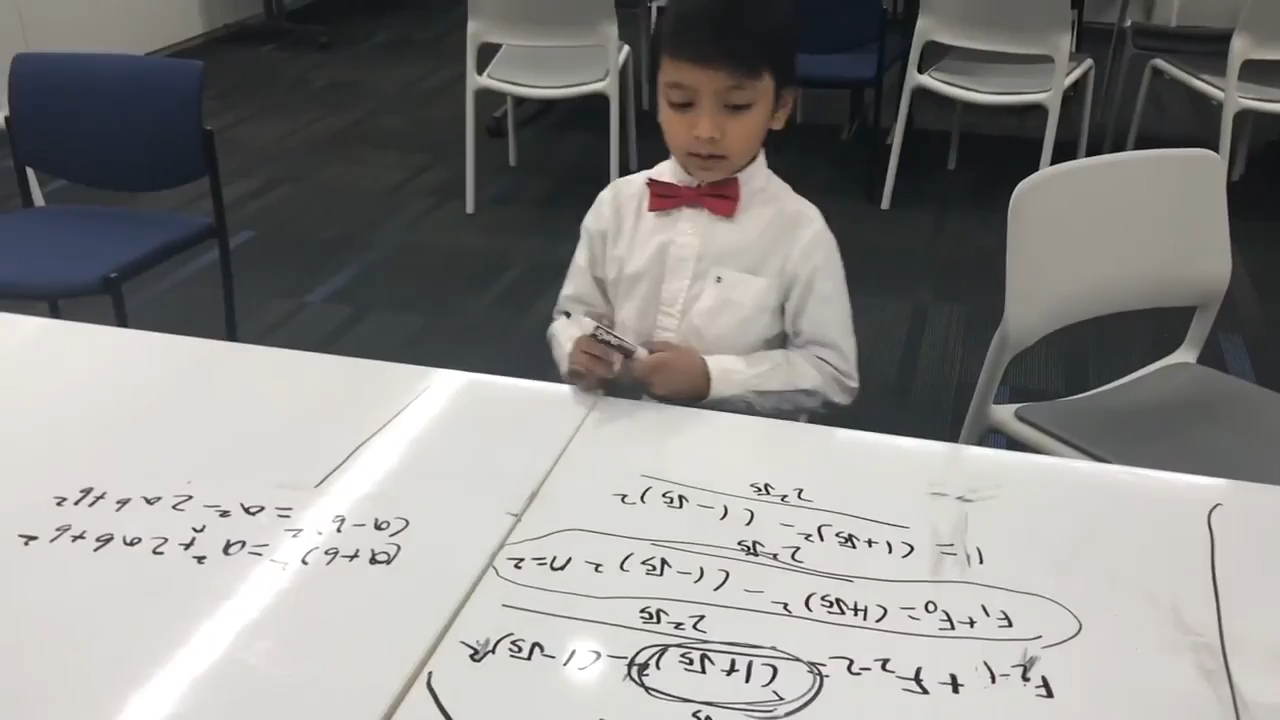 √5
F₂₋₁ + F₂₋₂ = (1+√5)² - (1-√5)²
2²√5
F₁ + F₀ = (1+√5)² - (1-√5)² n=2
2²√5
1 = (1+√5)² - (1-√5)²
2²√5
(a+b)² = a² + 2ab + b²
(a-b)² = a² - 2ab + b²